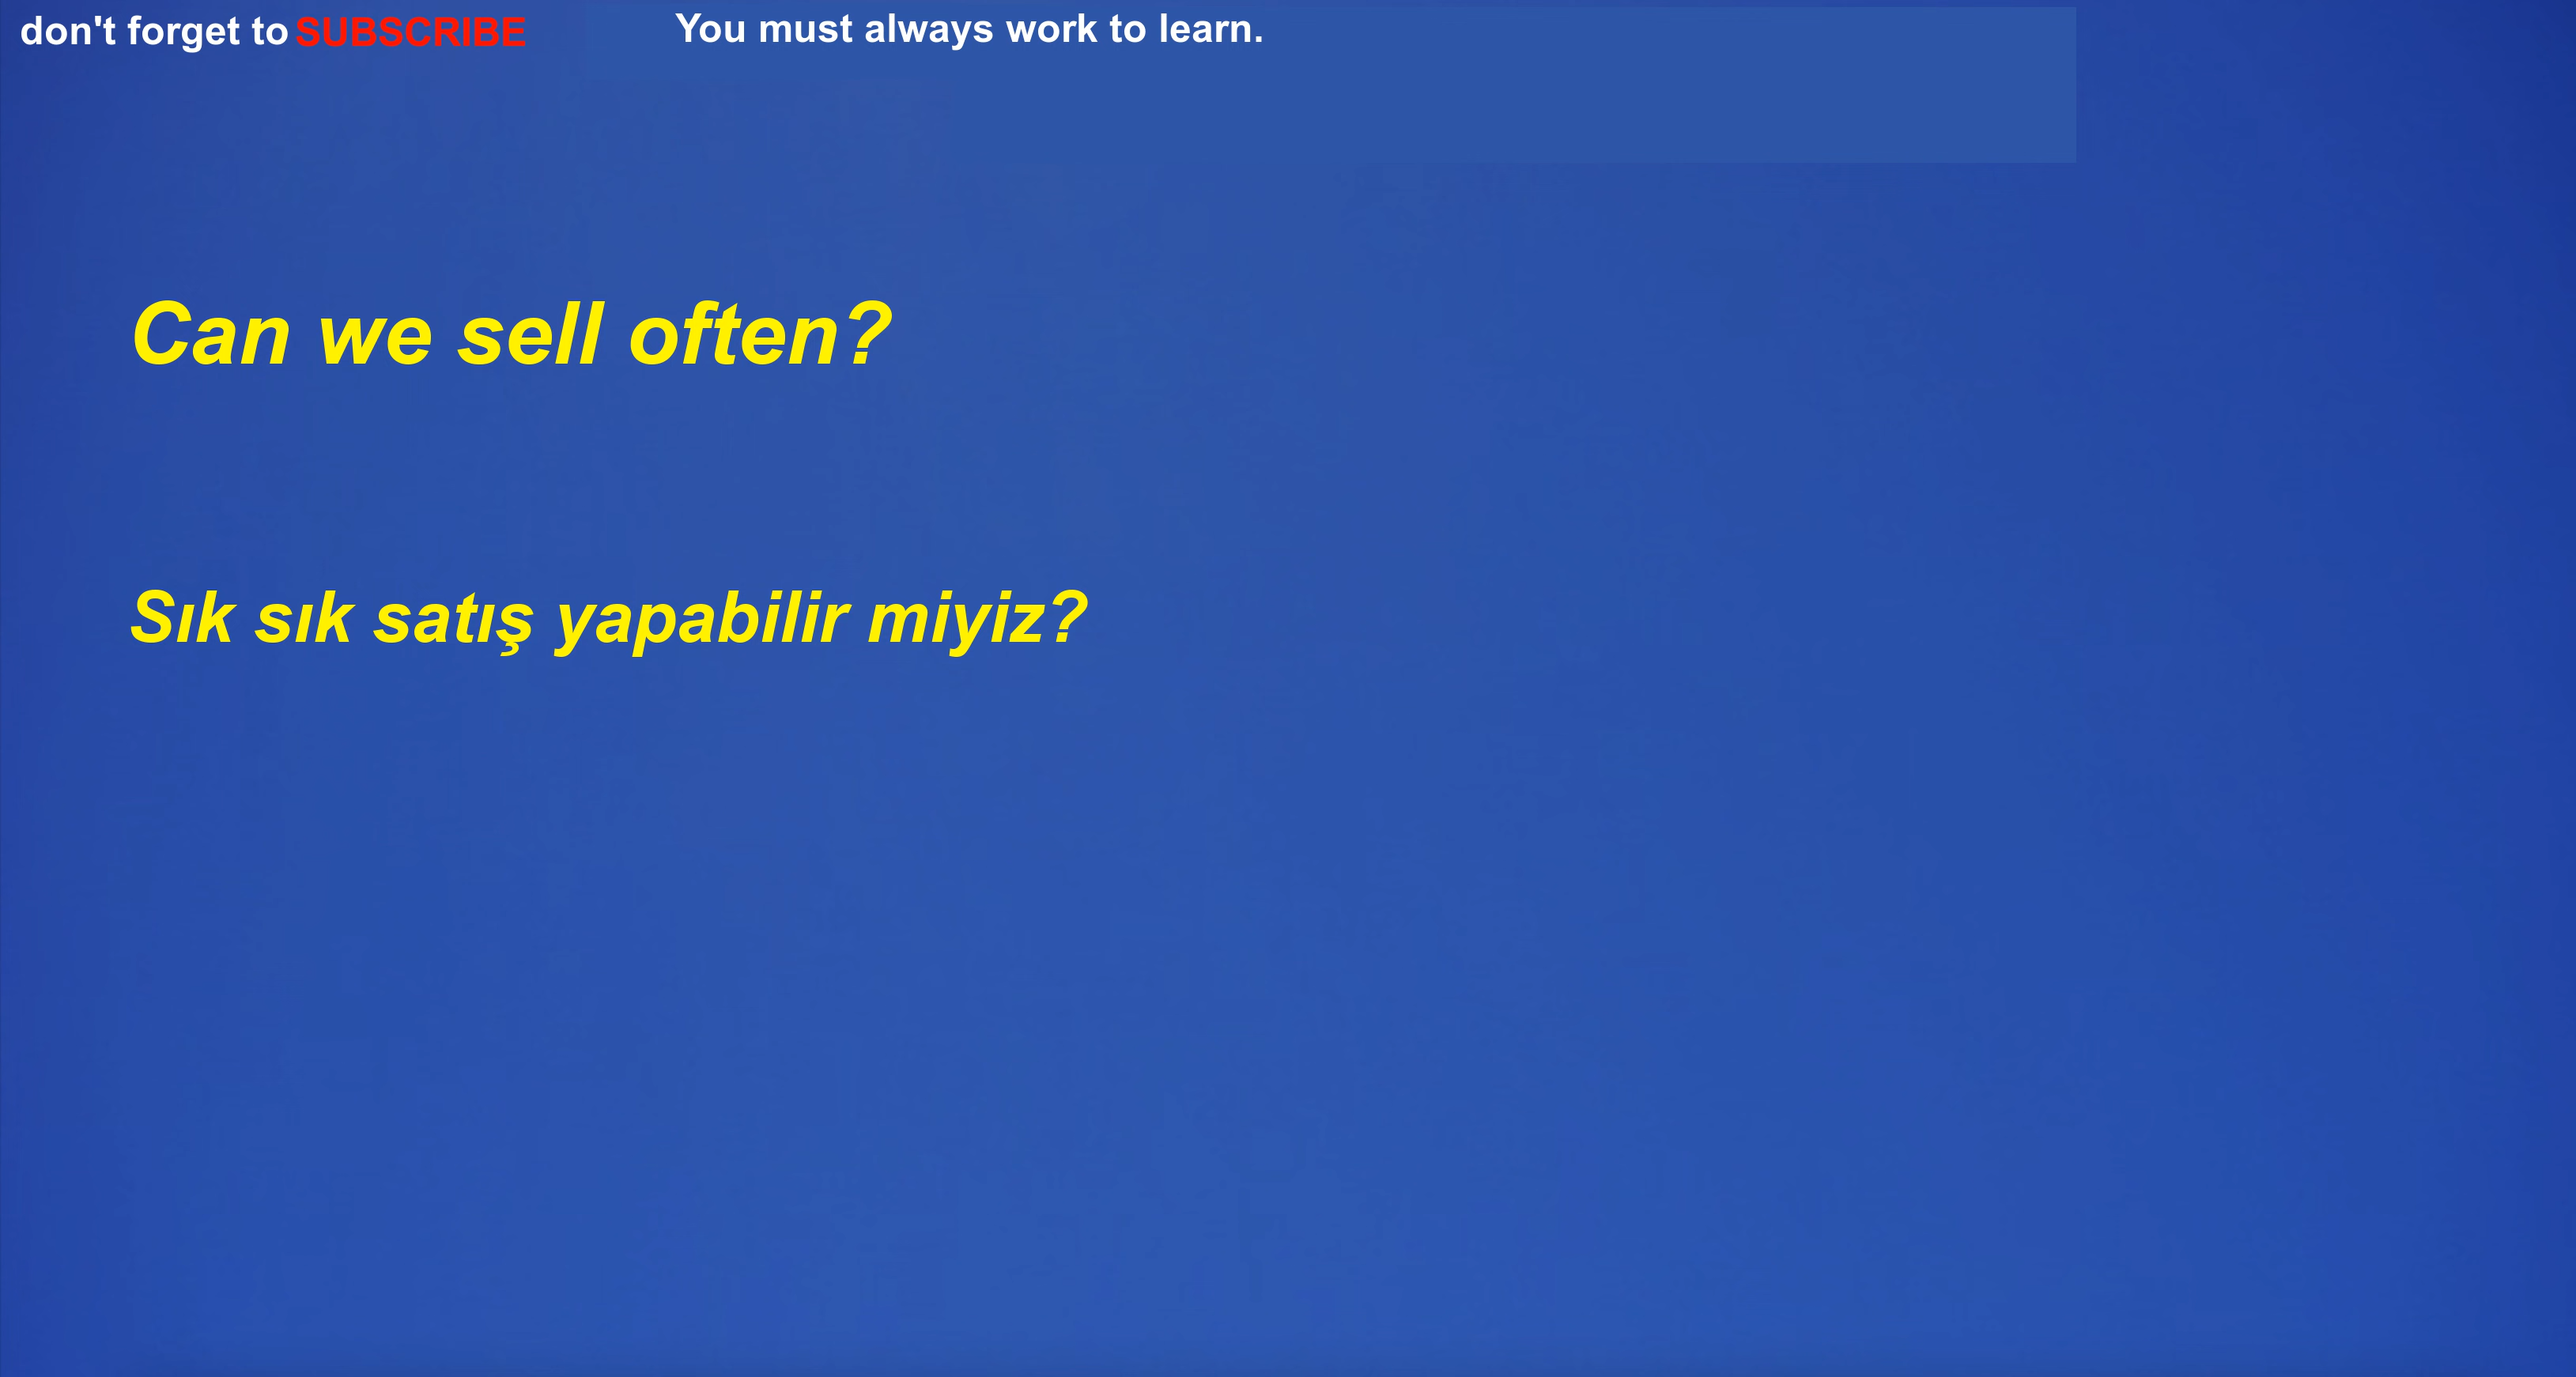 don't forget to SUBSCRIBE
You must always work to learn.
Can we sell often?
Sık sık satış yapabilir miyiz?